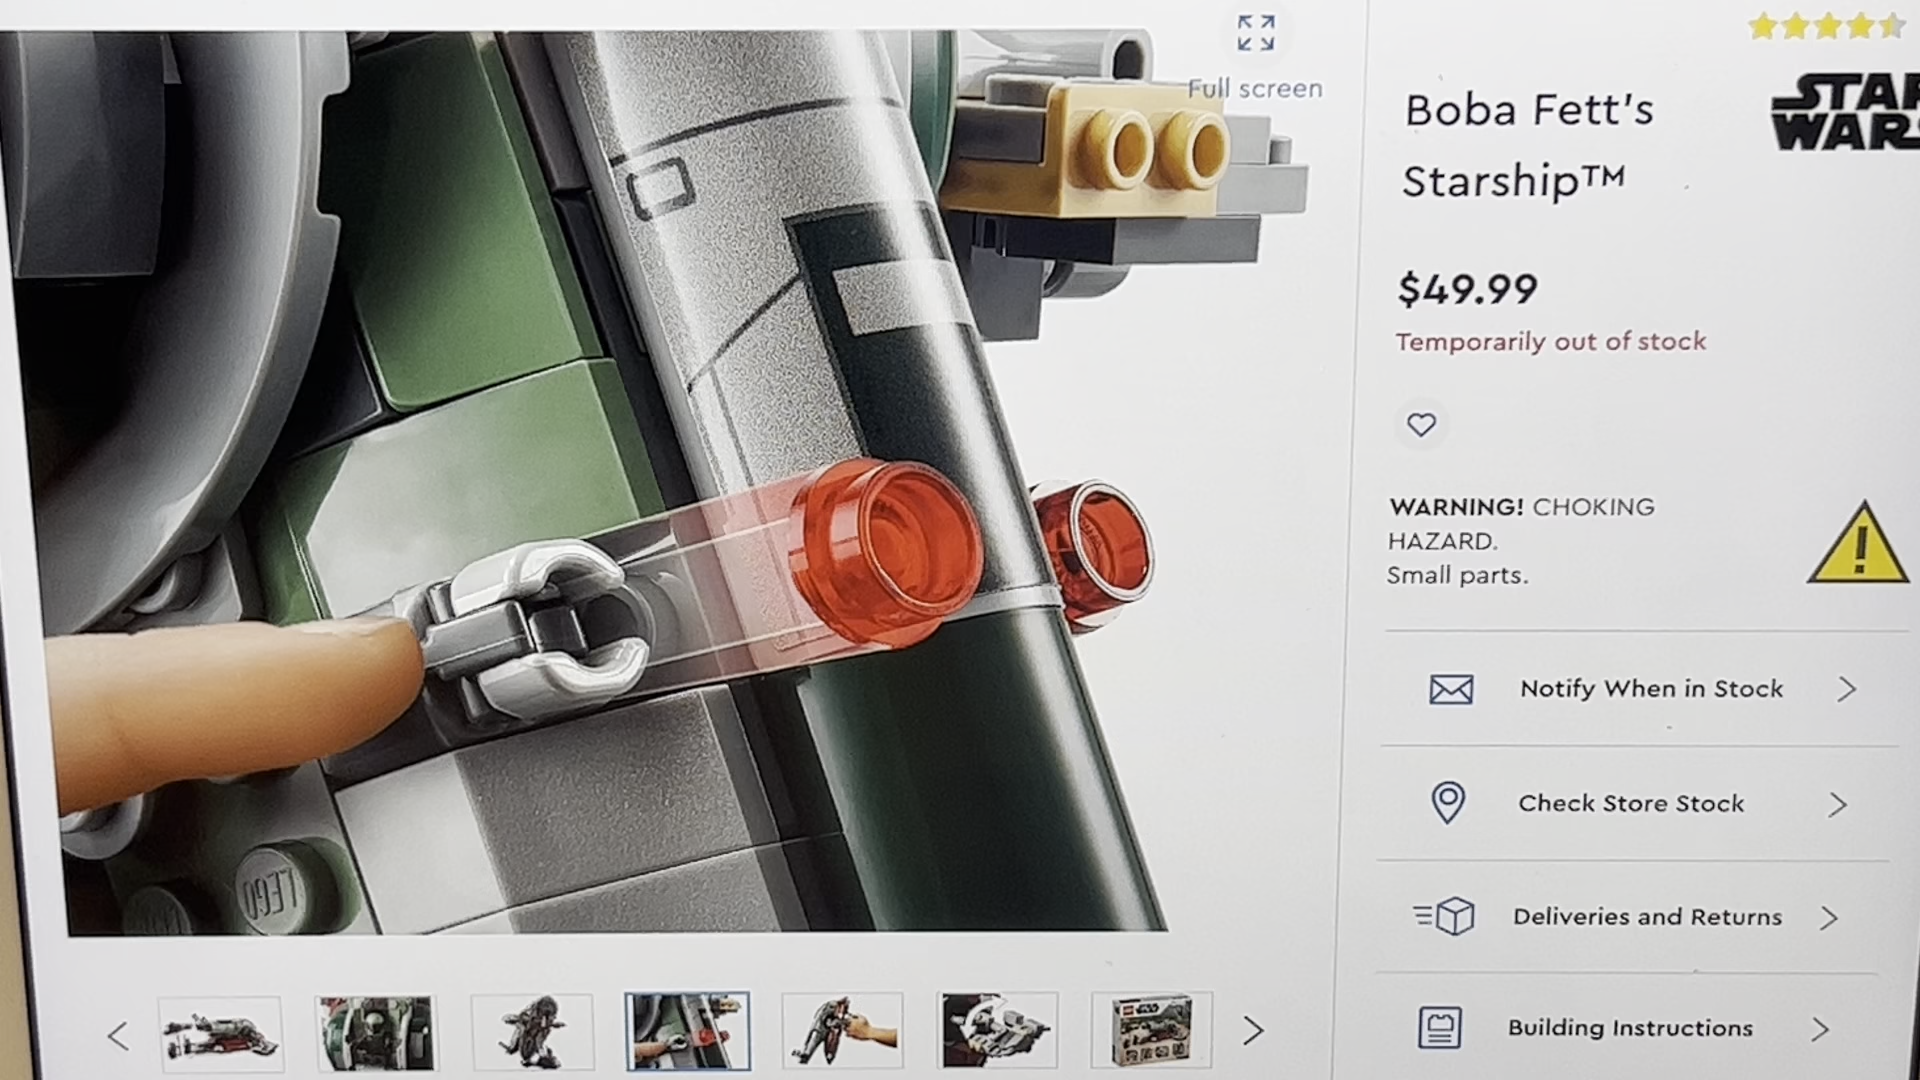 Full screen
Boba Fett's
Starship™
STAR
WARS
$49.99
Temporarily out of stock
WARNING! CHOKING
HAZARD.
Small parts.
Notify When in Stock
Check Store Stock
Deliveries and Returns
Building Instructions
LEGO